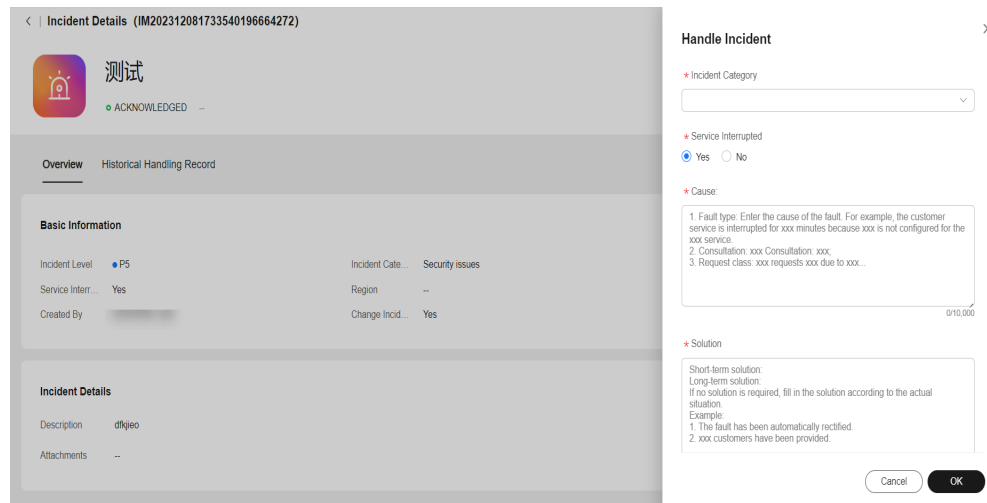 Incident Details（IM202312081733540196664272）
测试
ACKNOWLEDGED --
Overview Historical Handling Record
Basic Information
Incident Level P5 Incident Cate... Security issues
Service Interr... Yes Region --
Created By Change Incid... Yes
Incident Details
Description dfkjieo
Attachments --
Handle Incident
* Incident Category
* Service Interrupted
Yes No
* Cause:
1. Fault type: Enter the cause of the fault. For example, the customer
service is interrupted for xxx minutes because xxx is not configured for the
xxx service.
2. Consultation: xxx Consultation: xxx;
3. Request class: xxx requests xxx due to xxx...
0/10,000
* Solution
Short-term solution:
Long-term solution:
If no solution is required, fill in the solution according to the actual
situation.
Example:
1. The fault has been automatically rectified.
2. xxx customers have been provided.
Cancel OK